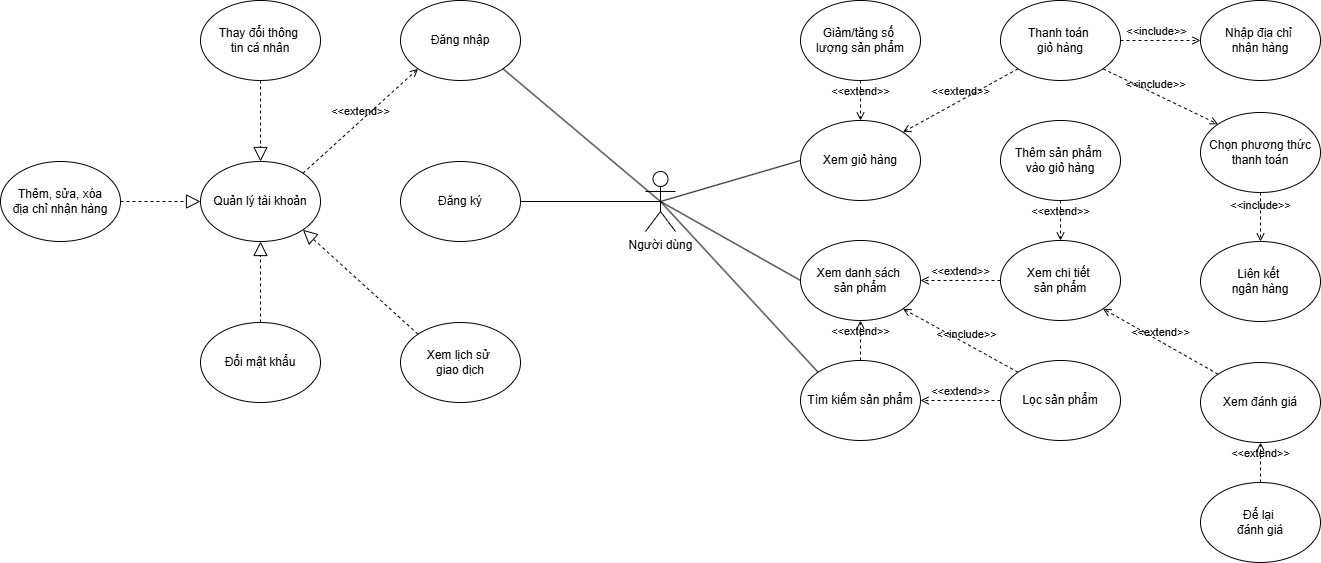 Thay đổi thông
tin cá nhân
Đăng nhập
Giảm/tăng số
lượng sản phẩm
Thanh toán
giỏ hàng
<<include>>
Nhập địa chỉ
nhận hàng
<<extend>>
<<extend>>
<<extend>>
<<include>>
Xem giỏ hàng
Thêm sản phẩm
vào giỏ hàng
Chọn phương thức
thanh toán
Thêm, sửa, xóa
địa chỉ nhận hàng
Quản lý tài khoản
Đăng ký
Người dùng
<<extend>>
<<include>>
Xem danh sách
sản phẩm
<<extend>>
Xem chi tiết
sản phẩm
Liên kết
ngân hàng
<<extend>>
<<include>>
<<extend>>
Đổi mật khẩu
Xem lịch sử
giao dịch
Tìm kiếm sản phẩm
<<extend>>
Lọc sản phẩm
Xem đánh giá
<<extend>>
Để lại
đánh giá